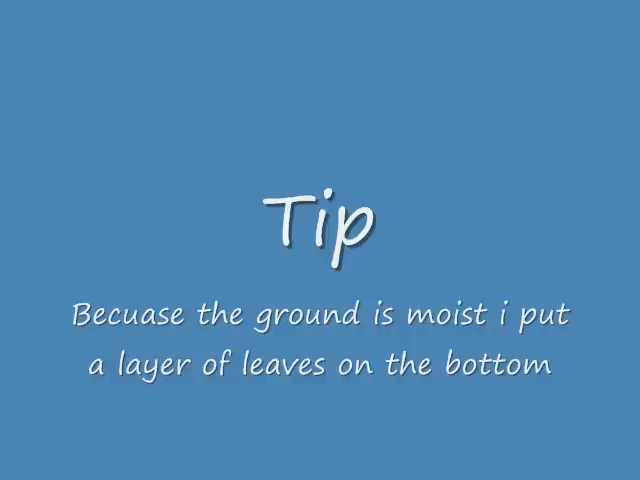 Tip
Becuase the ground is moist i put
a layer of leaves on the bottom